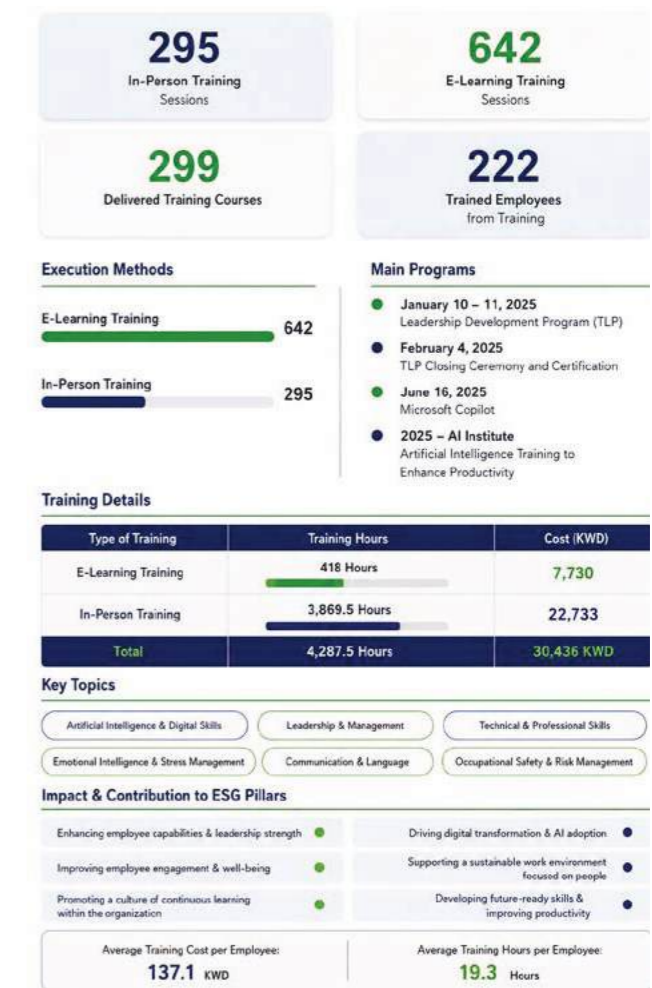 295
In-Person Training
Sessions
642
E-Learning Training
Sessions
299
Delivered Training Courses
222
Trained Employees
from Training
Execution Methods
E-Learning Training
642
In-Person Training
295
Main Programs
January 10 – 11, 2025
Leadership Development Program (TLP)
February 4, 2025
TLP Closing Ceremony and Certification
June 16, 2025
Microsoft Copilot
2025 – AI Institute
Artificial Intelligence Training to
Enhance Productivity
Training Details
Type of Training Training Hours Cost (KWD)
E-Learning Training 418 Hours 7,730
In-Person Training 3,869.5 Hours 22,733
Total 4,287.5 Hours 30,436 KWD
Key Topics
Artificial Intelligence & Digital Skills
Leadership & Management
Technical & Professional Skills
Emotional Intelligence & Stress Management
Communication & Language
Occupational Safety & Risk Management
Impact & Contribution to ESG Pillars
Enhancing employee capabilities & leadership strength
Driving digital transformation & AI adoption
Improving employee engagement & well-being
Supporting a sustainable work environment
focused on people
Promoting a culture of continuous learning
within the organization
Developing future-ready skills &
improving productivity
Average Training Cost per Employee:
137.1 KWD
Average Training Hours per Employee:
19.3 Hours